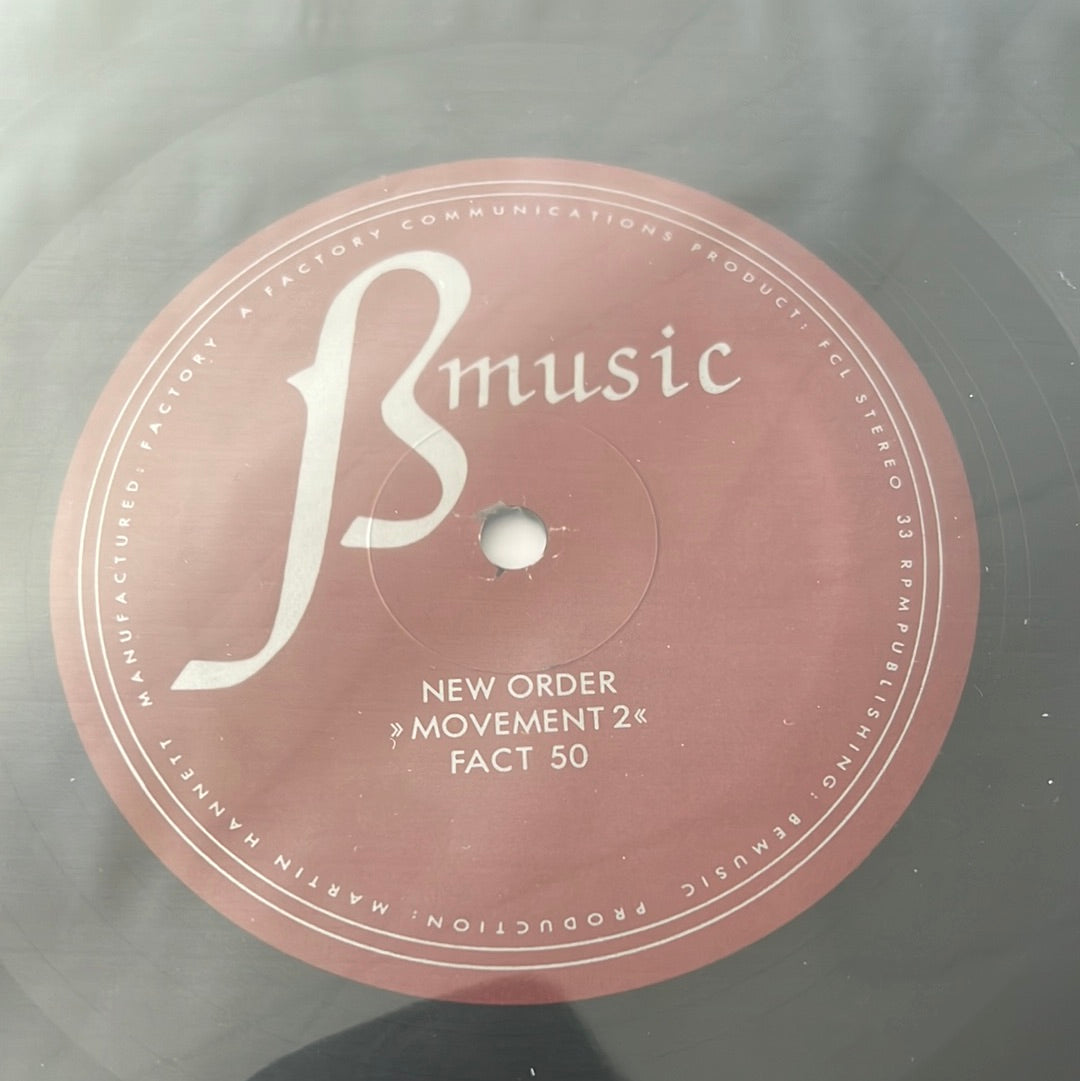 ßmusic
NEW ORDER
»MOVEMENT 2«
FACT 50
MANUFACTURED: FACTORY A FACTORY COMMUNICATIONS PRODUCT: FCL STEREO 33 RPM PUBLISHING: BEMUSIC PRODUCTION: MARTIN HANNETT